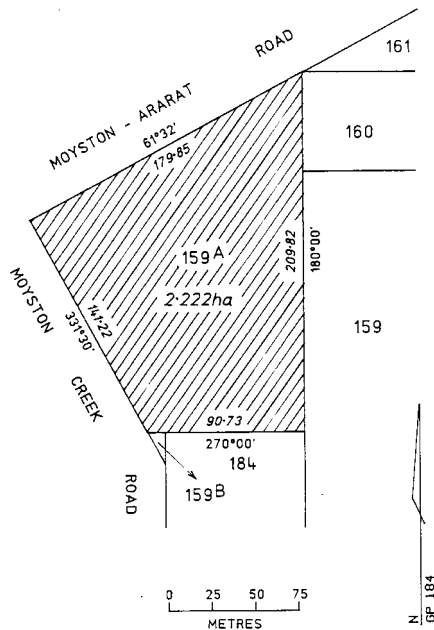 161
ROAD
MOYSTON - ARARAT
61°32'
179·85
160
159A
2·222ha
209·82
180°00'
159
MOYSTON
CREEK
ROAD
141·22
331°30'
90·73
270°00'
184
159B
0 25 50 75
METRES
N
GP 184